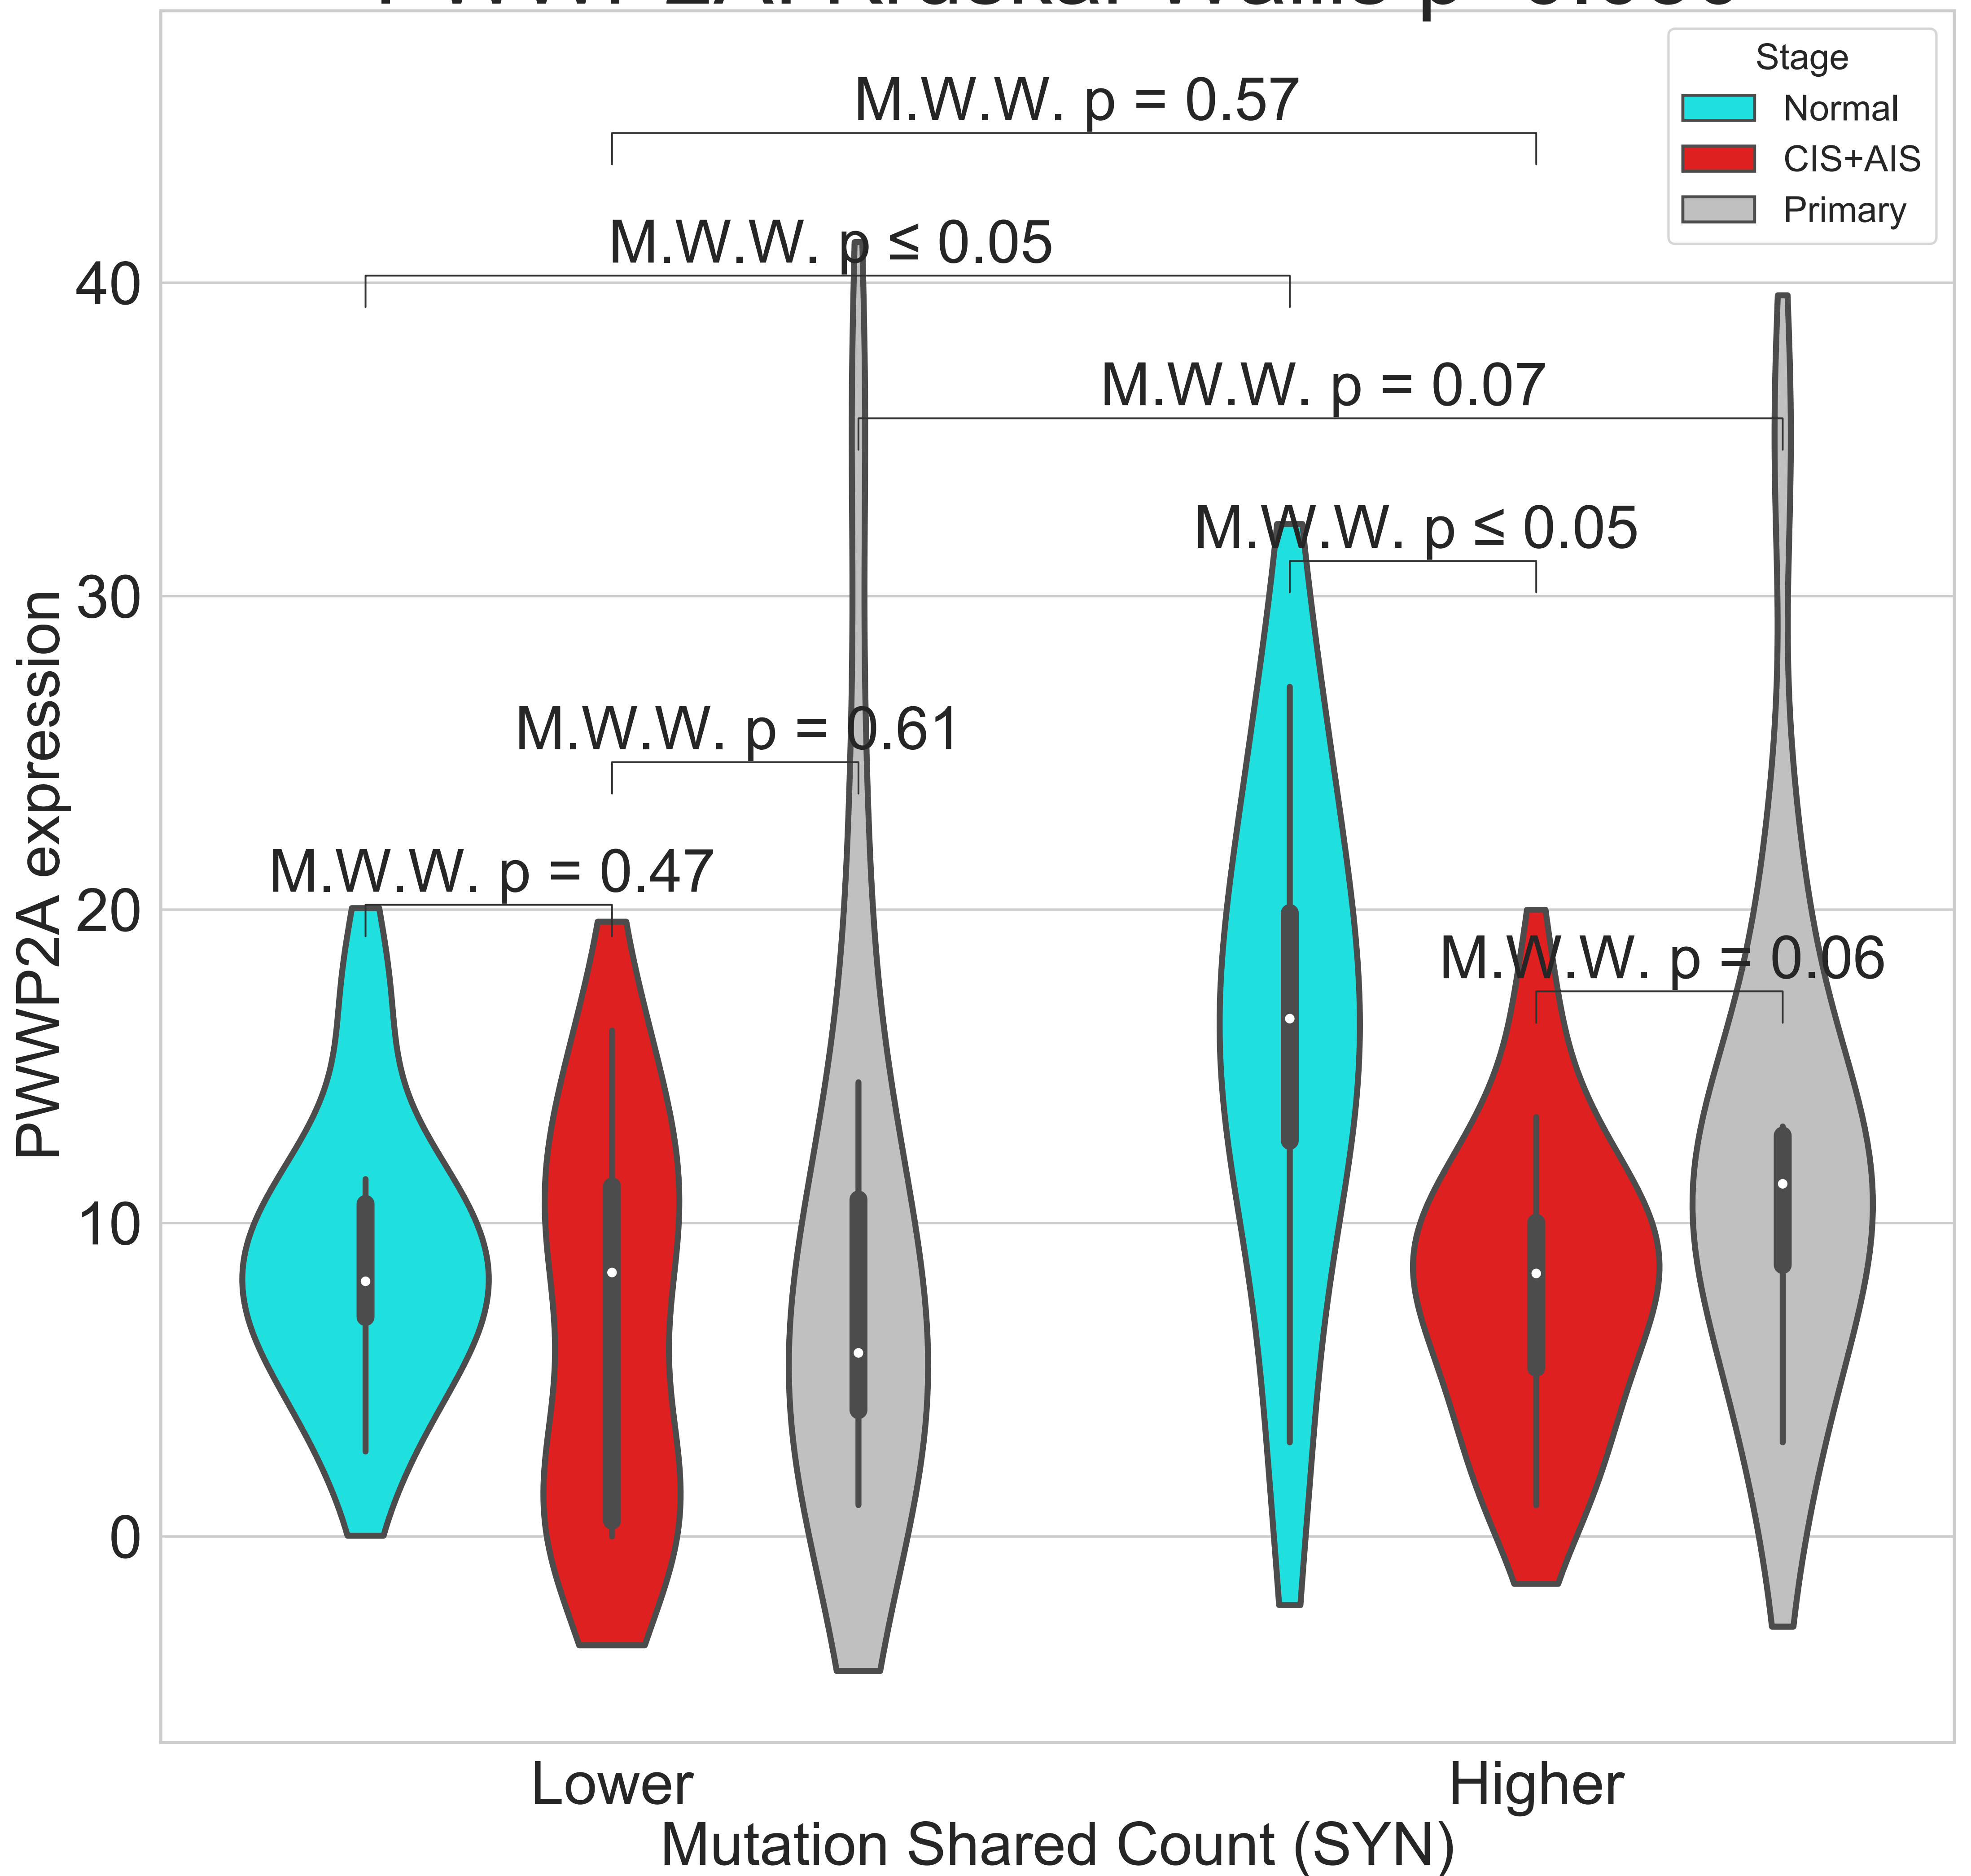 Stage
Normal
CIS+AIS
Primary
M.W.W. p = 0.57
M.W.W. p ≤ 0.05
M.W.W. p = 0.07
M.W.W. p ≤ 0.05
M.W.W. p = 0.61
M.W.W. p = 0.47
M.W.W. p = 0.06
40
30
20
10
0
PWWP2A expression
Lower
Higher
Mutation Shared Count (SYN)